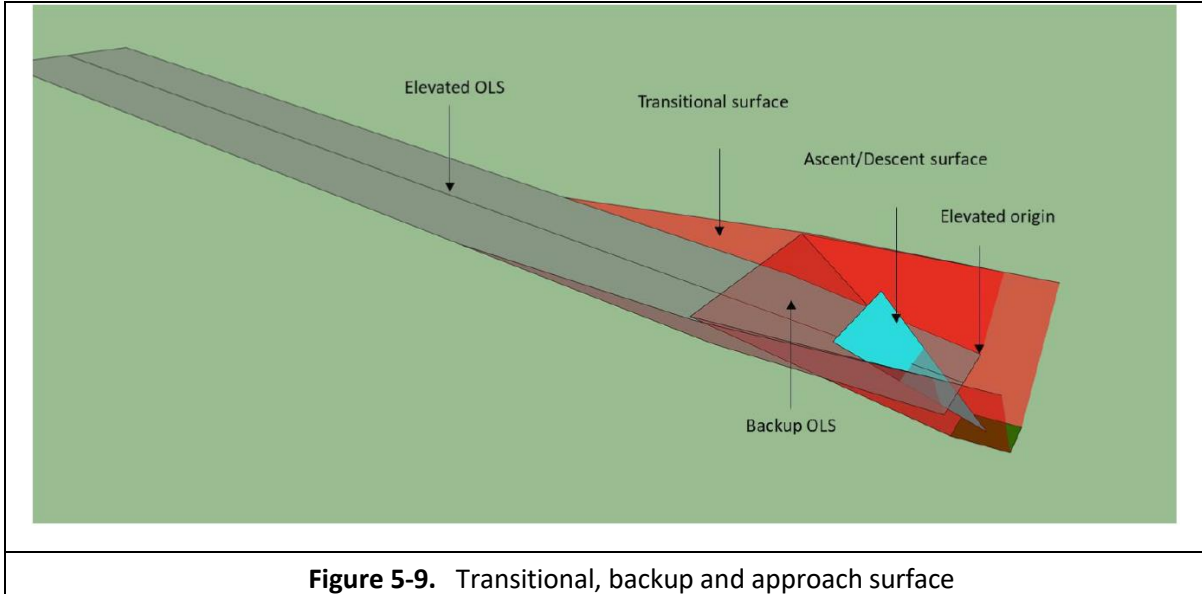 Elevated OLS
Transitional surface
Ascent/Descent surface
Elevated origin
Backup OLS
Figure 5-9. Transitional, backup and approach surface